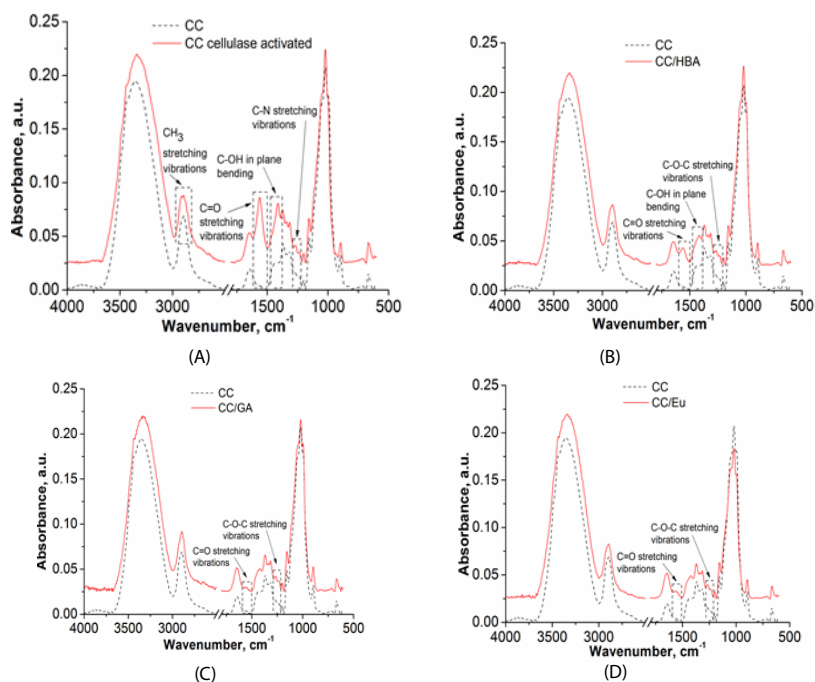 CC
CC cellulase activated
0.25
0.20
0.15
0.10
0.05
0.00
Absorbance, a.u.
CH3
stretching
vibrations
C=O
stretching
vibrations
C-OH in plane
bending
C-N stretching
vibrations
4000 3500 3000 1500 1000 500
Wavenumber, cm-1
(A)
CC
CC/HBA
0.25
0.20
0.15
0.10
0.05
0.00
Absorbance, a.u.
C-O-C stretching
vibrations
C-OH in plane
bending
C=O stretching
vibrations
4000 3500 3000 1500 1000 500
Wavenumber, cm-1
(B)
CC
CC/GA
0.25
0.20
0.15
0.10
0.05
0.00
Absorbance, a.u.
C-O-C stretching
vibrations
C=O stretching
vibrations
4000 3500 3000 1500 1000 500
Wavenumber, cm-1
(C)
CC
CC/Eu
0.25
0.20
0.15
0.10
0.05
0.00
Absorbance, a.u.
C-O-C stretching
vibrations
C=O stretching
vibrations
4000 3500 3000 1500 1000 500
Wavenumber, cm-1
(D)